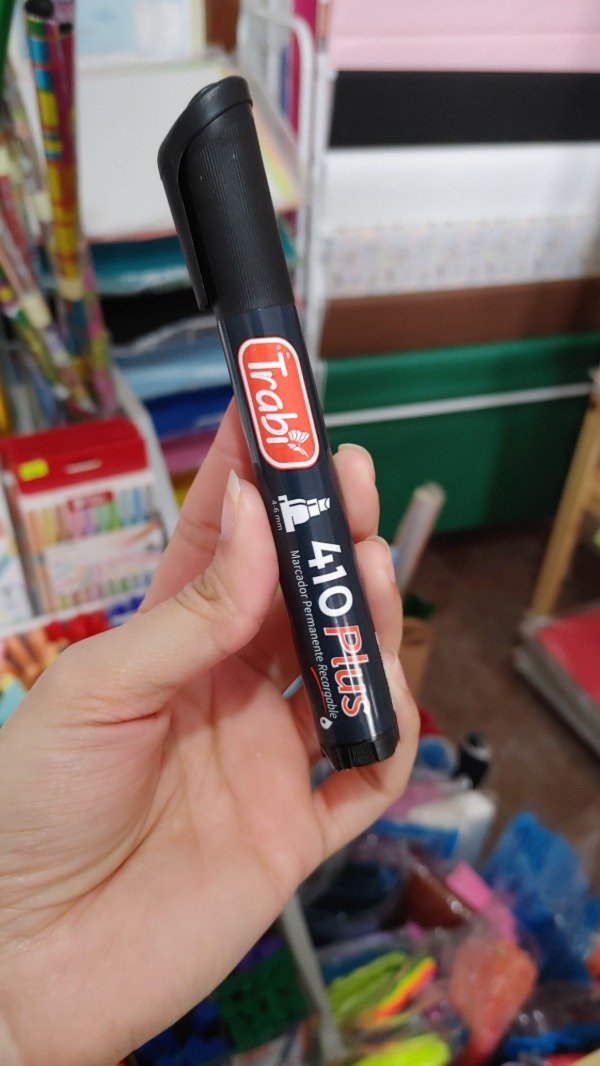 Trabi
4-6 mm
410 Plus
Marcador Permanente Recargable